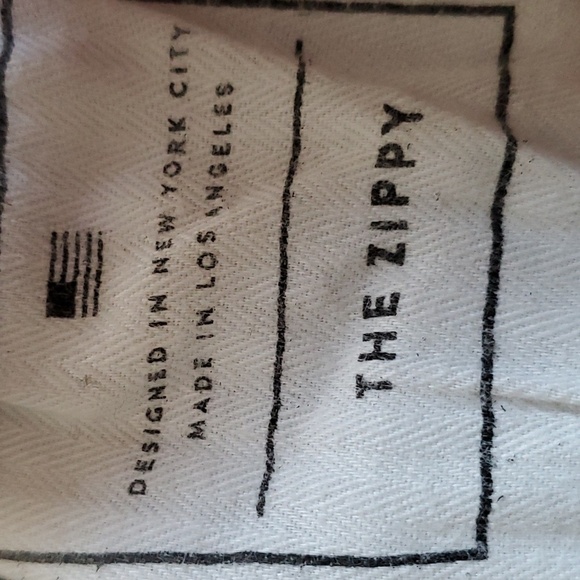 DESIGNED IN NEW YORK CITY
MADE IN LOS ANGELES
THE ZIPPY